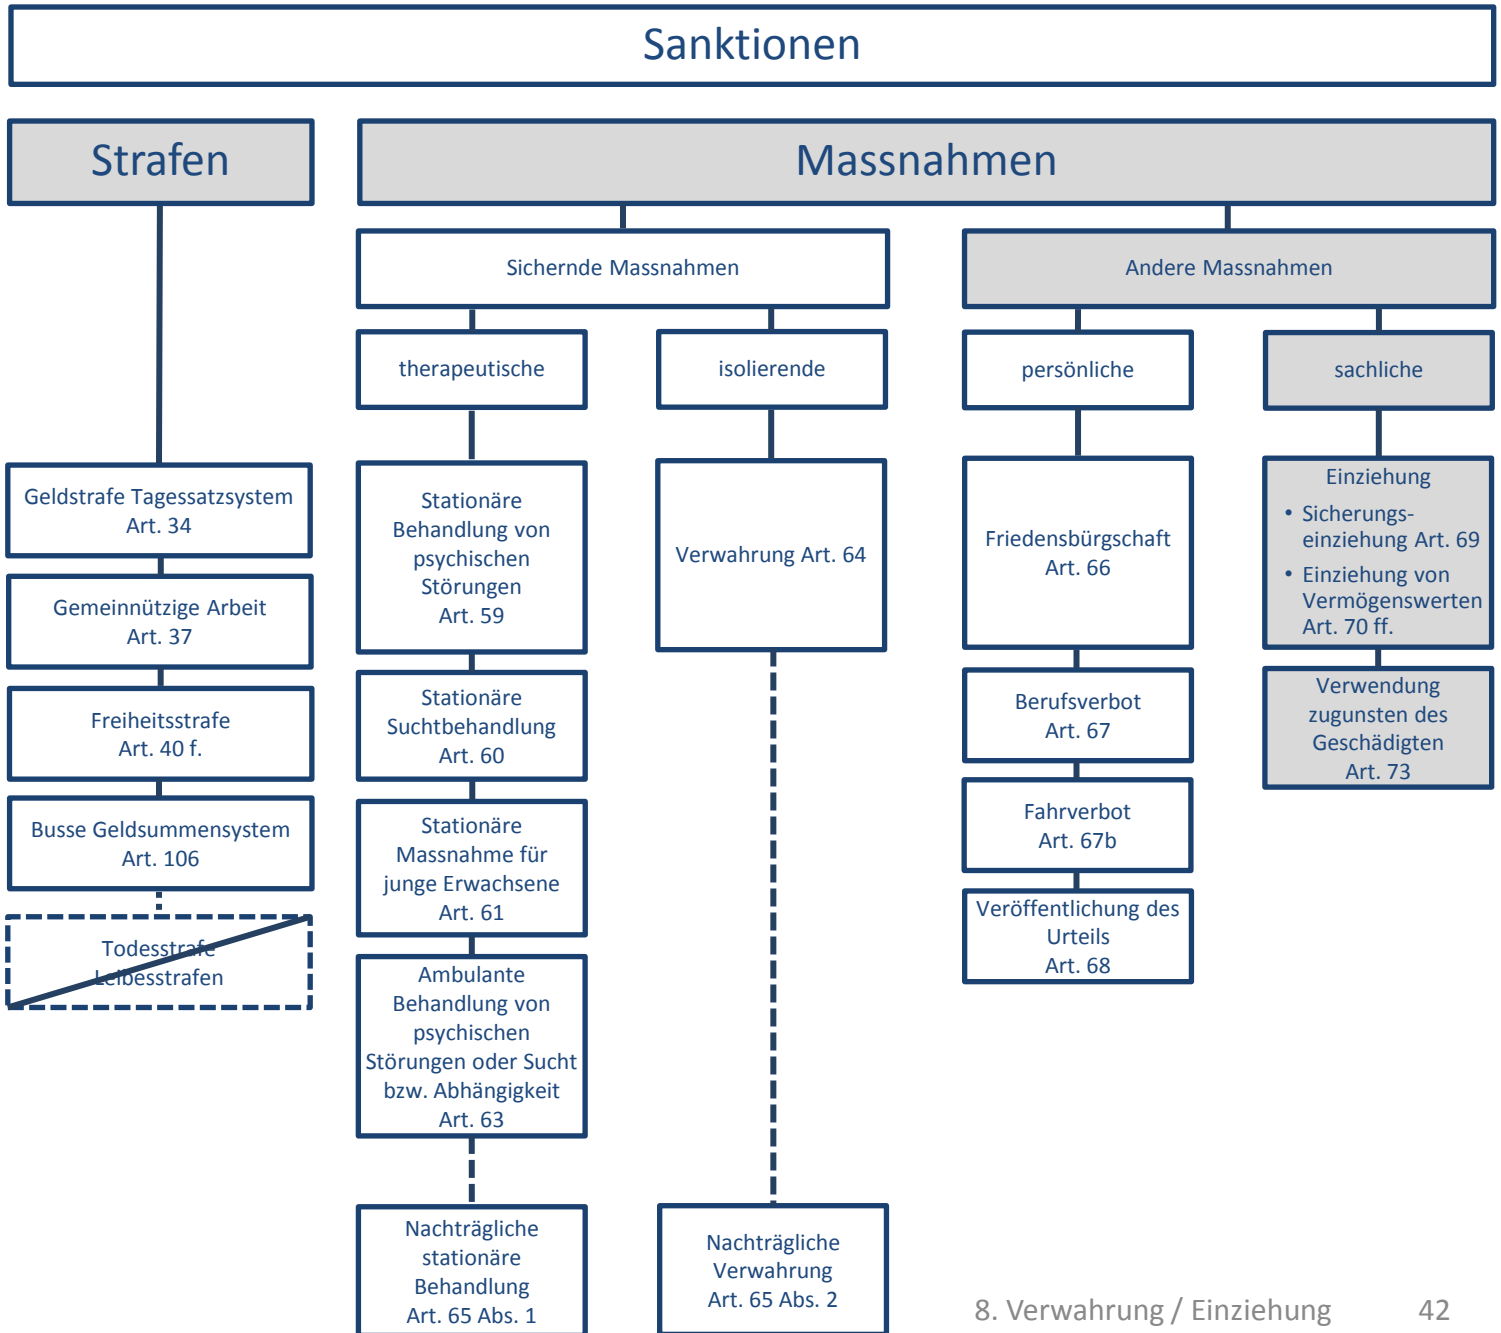 Sanktionen
Strafen
Massnahmen
Sichernde Massnahmen
Andere Massnahmen
therapeutische
isolierende
persönliche
sachliche
Geldstrafe Tagessatzsystem
Art. 34
Gemeinnützige Arbeit
Art. 37
Freiheitsstrafe
Art. 40 f.
Busse Geldsummensystem
Art. 106
Todesstrafe
Leibesstrafen
Stationäre
Behandlung von
psychischen
Störungen
Art. 59
Stationäre
Suchtbehandlung
Art. 60
Stationäre
Massnahme für
junge Erwachsene
Art. 61
Ambulante
Behandlung von
psychischen
Störungen oder Sucht
bzw. Abhängigkeit
Art. 63
Nachträgliche
stationäre
Behandlung
Art. 65 Abs. 1
Verwahrung Art. 64
Nachträgliche
Verwahrung
Art. 65 Abs. 2
Friedensbürgschaft
Art. 66
Berufsverbot
Art. 67
Fahrverbot
Art. 67b
Veröffentlichung des
Urteils
Art. 68
Einziehung
• Sicherungs-
einziehung Art. 69
• Einziehung von
Vermögenswerten
Art. 70 ff.
Verwendung
zugunsten des
Geschädigten
Art. 73
8. Verwahrung / Einziehung 42